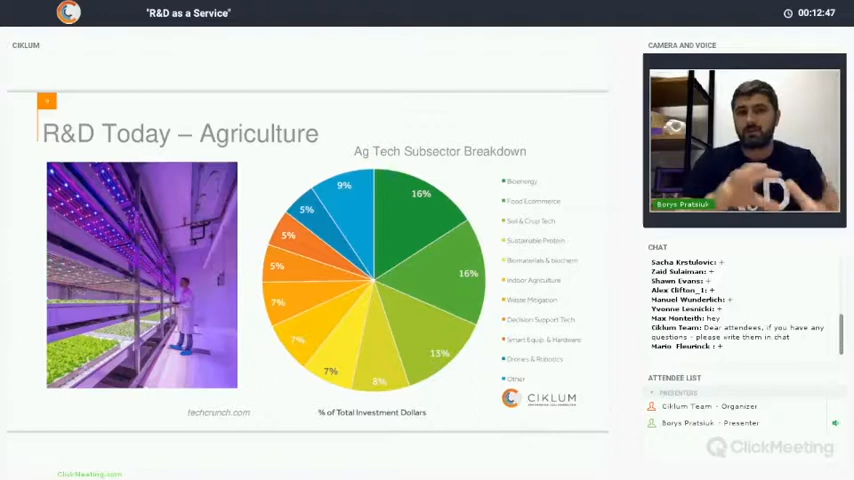 "R&D as a Service"
00:12:47
CIKLUM
R&D Today – Agriculture
Ag Tech Subsector Breakdown
9%
16%
5%
5%
5%
16%
7%
7%
13%
7%
8%
Bioenergy
Food Ecommerce
Soil & Crop Tech
Sustainable Protein
Biomaterials & biochem
Indoor Agriculture
Waste Mitigation
Decision Support Tech
Smart Equip. & Hardware
Drones & Robotics
Other
CIKLUM
techcrunch.com
% of Total Investment Dollars
ClickMeeting.com
CAMERA AND VOICE
Borys Pratsiuk
CHAT
Sacha Krstulovic: +
Zaid Sulaiman: +
Shawn Evans: +
Alex Clifton_1: +
Manuel Wunderlich: +
Yvonne Lesnicki: +
Max Monteith: hey
Ciklum Team: Dear attendees, if you have any
questions - please write them in chat
Mario_Fleurinck: +
ATTENDEE LIST
PRESENTERS
Ciklum Team - Organizer
Borys Pratsiuk - Presenter
ClickMeeting